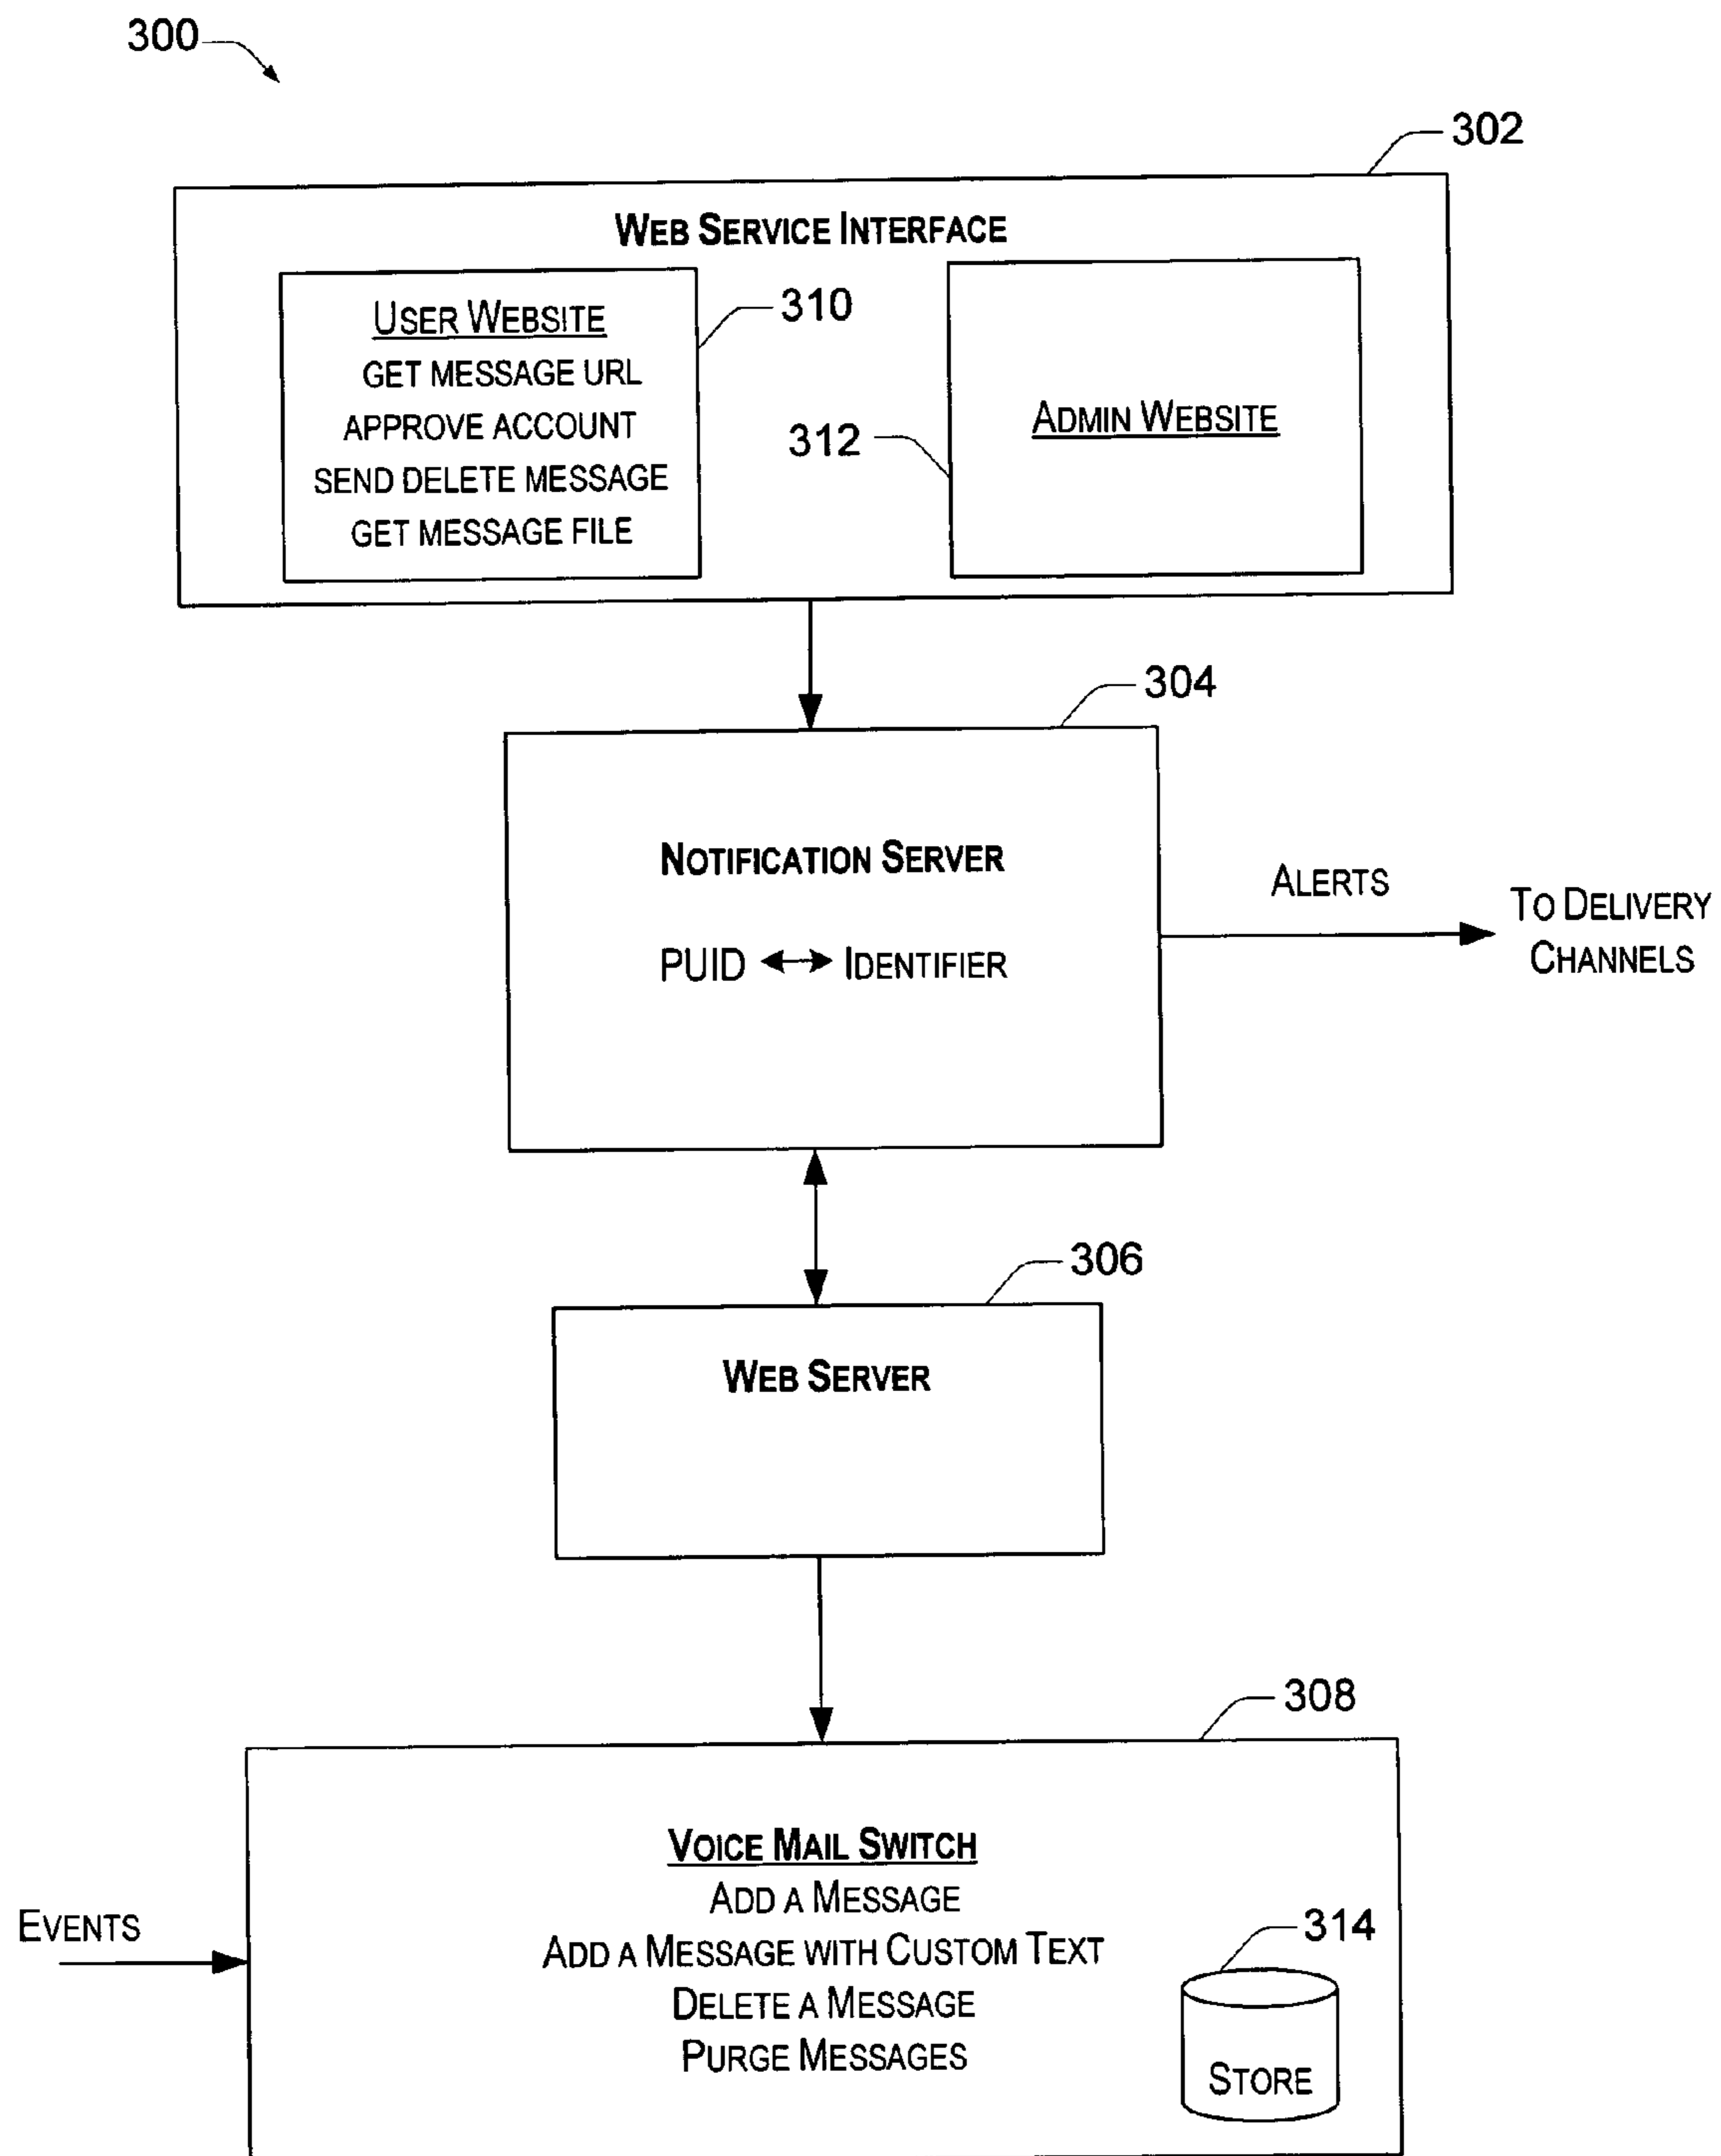 300
302
WEB SERVICE INTERFACE
USER WEBSITE
GET MESSAGE URL
APPROVE ACCOUNT
SEND DELETE MESSAGE
GET MESSAGE FILE
310
312
ADMIN WEBSITE
304
NOTIFICATION SERVER
PUID ↔ IDENTIFIER
ALERTS
TO DELIVERY
CHANNELS
306
WEB SERVER
308
VOICE MAIL SWITCH
ADD A MESSAGE
ADD A MESSAGE WITH CUSTOM TEXT
DELETE A MESSAGE
PURGE MESSAGES
EVENTS
314
STORE